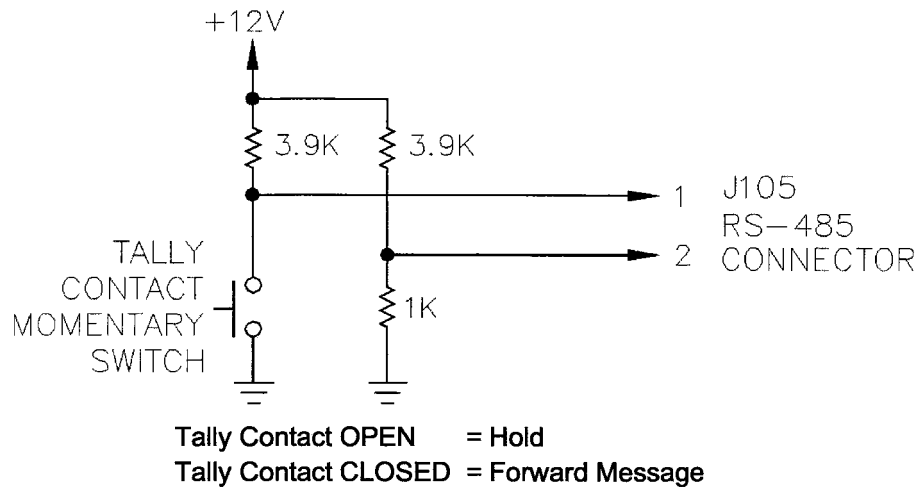 +12V
3.9K
3.9K
1
J105
RS-485
2
CONNECTOR
TALLY
CONTACT
MOMENTARY
SWITCH
1K
Tally Contact OPEN = Hold
Tally Contact CLOSED = Forward Message